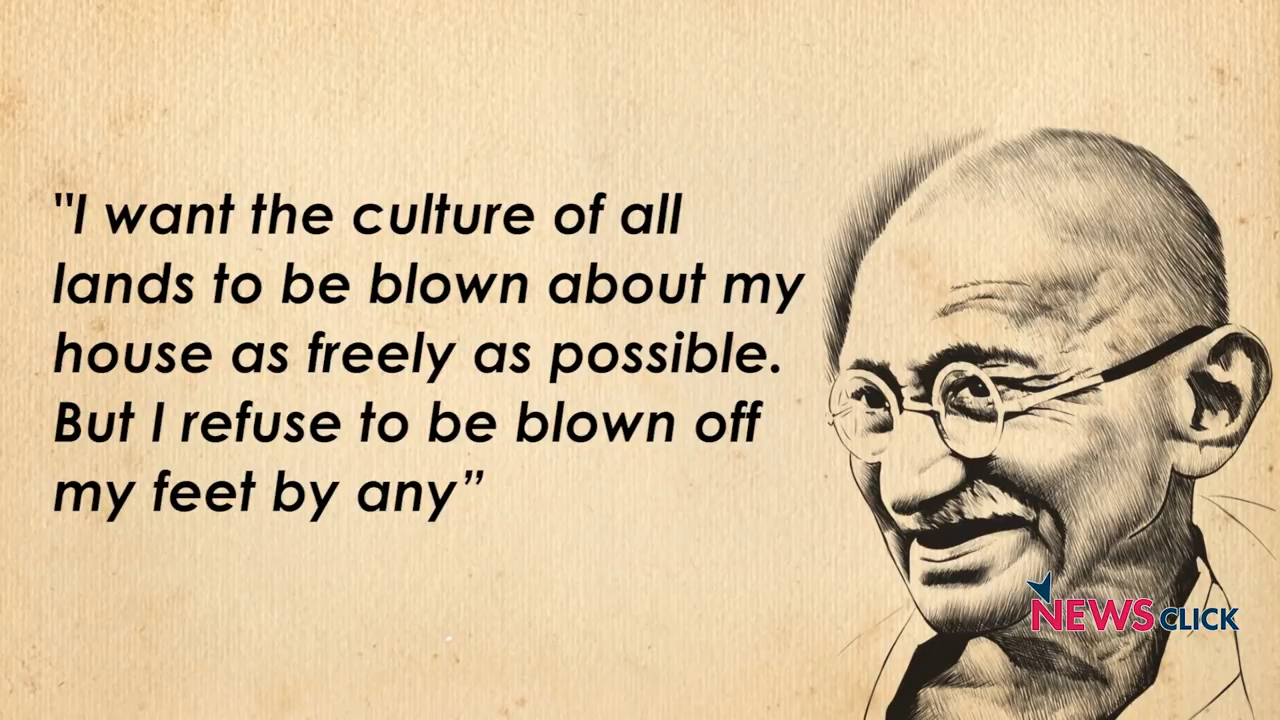 "I want the culture of all
lands to be blown about my
house as freely as possible.
But I refuse to be blown off
my feet by any”
NEWSCLICK